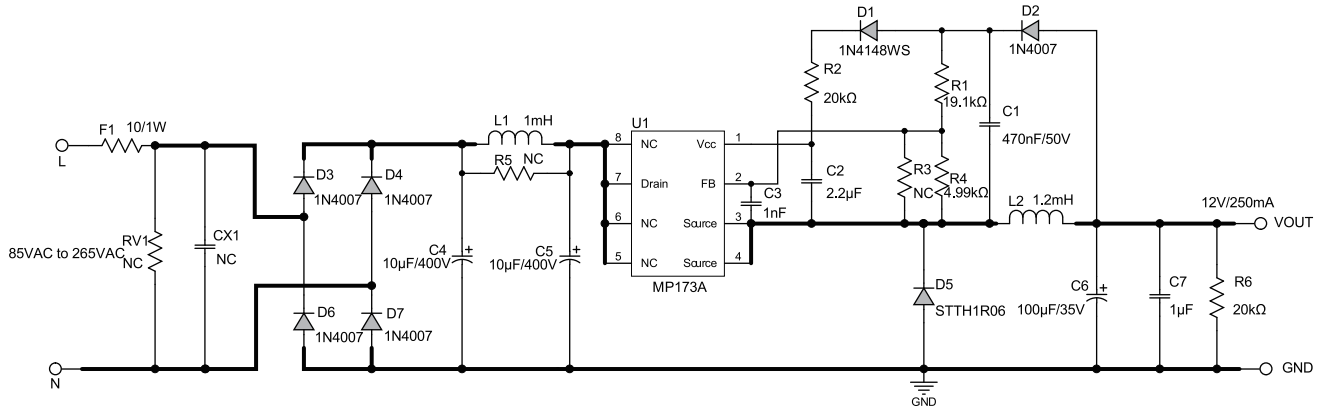 D1
1N4148WS
D2
1N4007
R2
20kΩ
R1
19.1kΩ
C1
470nF/50V
F1 10/1W
L
L1 1mH
R5 NC
U1
8 NC Vcc 1
7 Drain FB 2
6 NC Source 3
5 NC Source 4
MP173A
C2
2.2µF
C3
1nF
R3
NC
R4
4.99kΩ
L2 1.2mH
12V/250mA
VOUT
D3
1N4007
D4
1N4007
85VAC to 265VAC
RV1
NC
CX1
NC
C4
10µF/400V
+
C5
10µF/400V
+
D5
STTH1R06
C6
100µF/35V
+
C7
1µF
R6
20kΩ
D6
1N4007
D7
1N4007
N
GND
GND